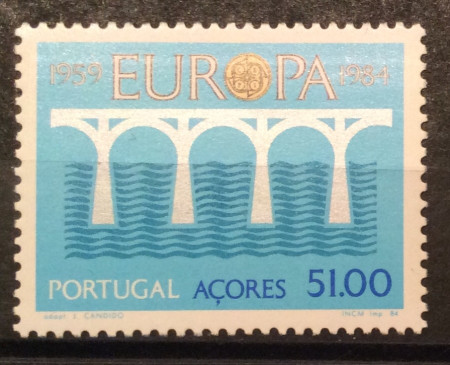 1959 EUROPA 1984
PORTUGAL AÇORES 51.00
adapt. J. CANDIDO INCM imp 84